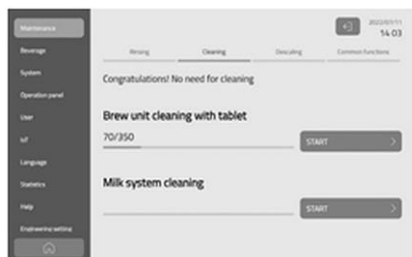 Maintenance
2022/07/11
14 03
Beverage
Rinsing
Cleaning
Descaling
Common functions
System
Congratulations! No need for cleaning
Operation panel
User
Brew unit cleaning with tablet
70/350
START
IoT
Language
Statistics
Milk system cleaning
Help
START
Engineering setting